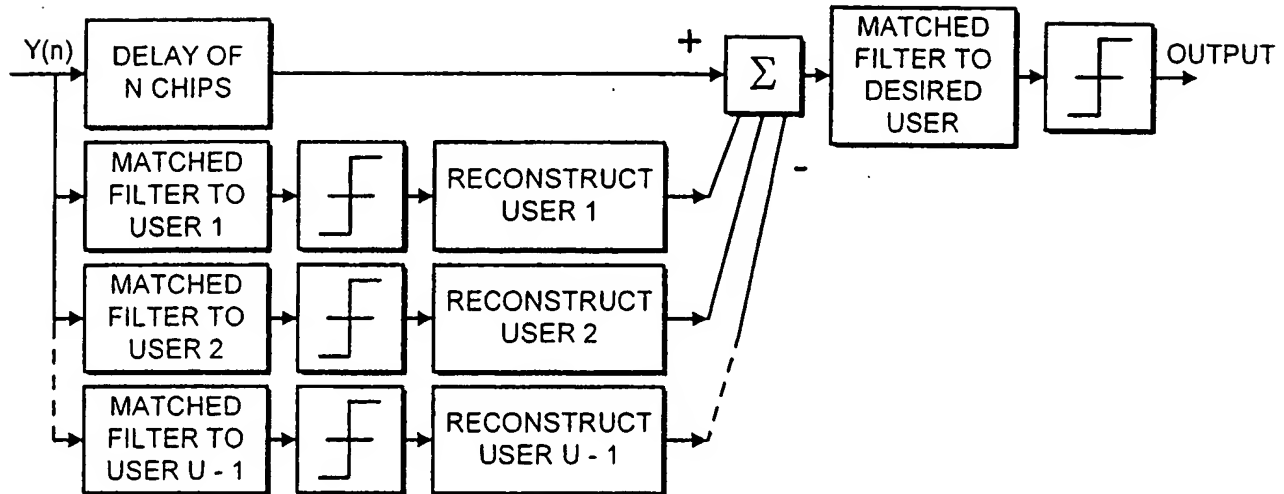 Y(n)
DELAY OF
N CHIPS
+
Σ
MATCHED
FILTER TO
DESIRED
USER
OUTPUT
-
MATCHED
FILTER TO
USER 1
RECONSTRUCT
USER 1
MATCHED
FILTER TO
USER 2
RECONSTRUCT
USER 2
MATCHED
FILTER TO
USER U - 1
RECONSTRUCT
USER U - 1